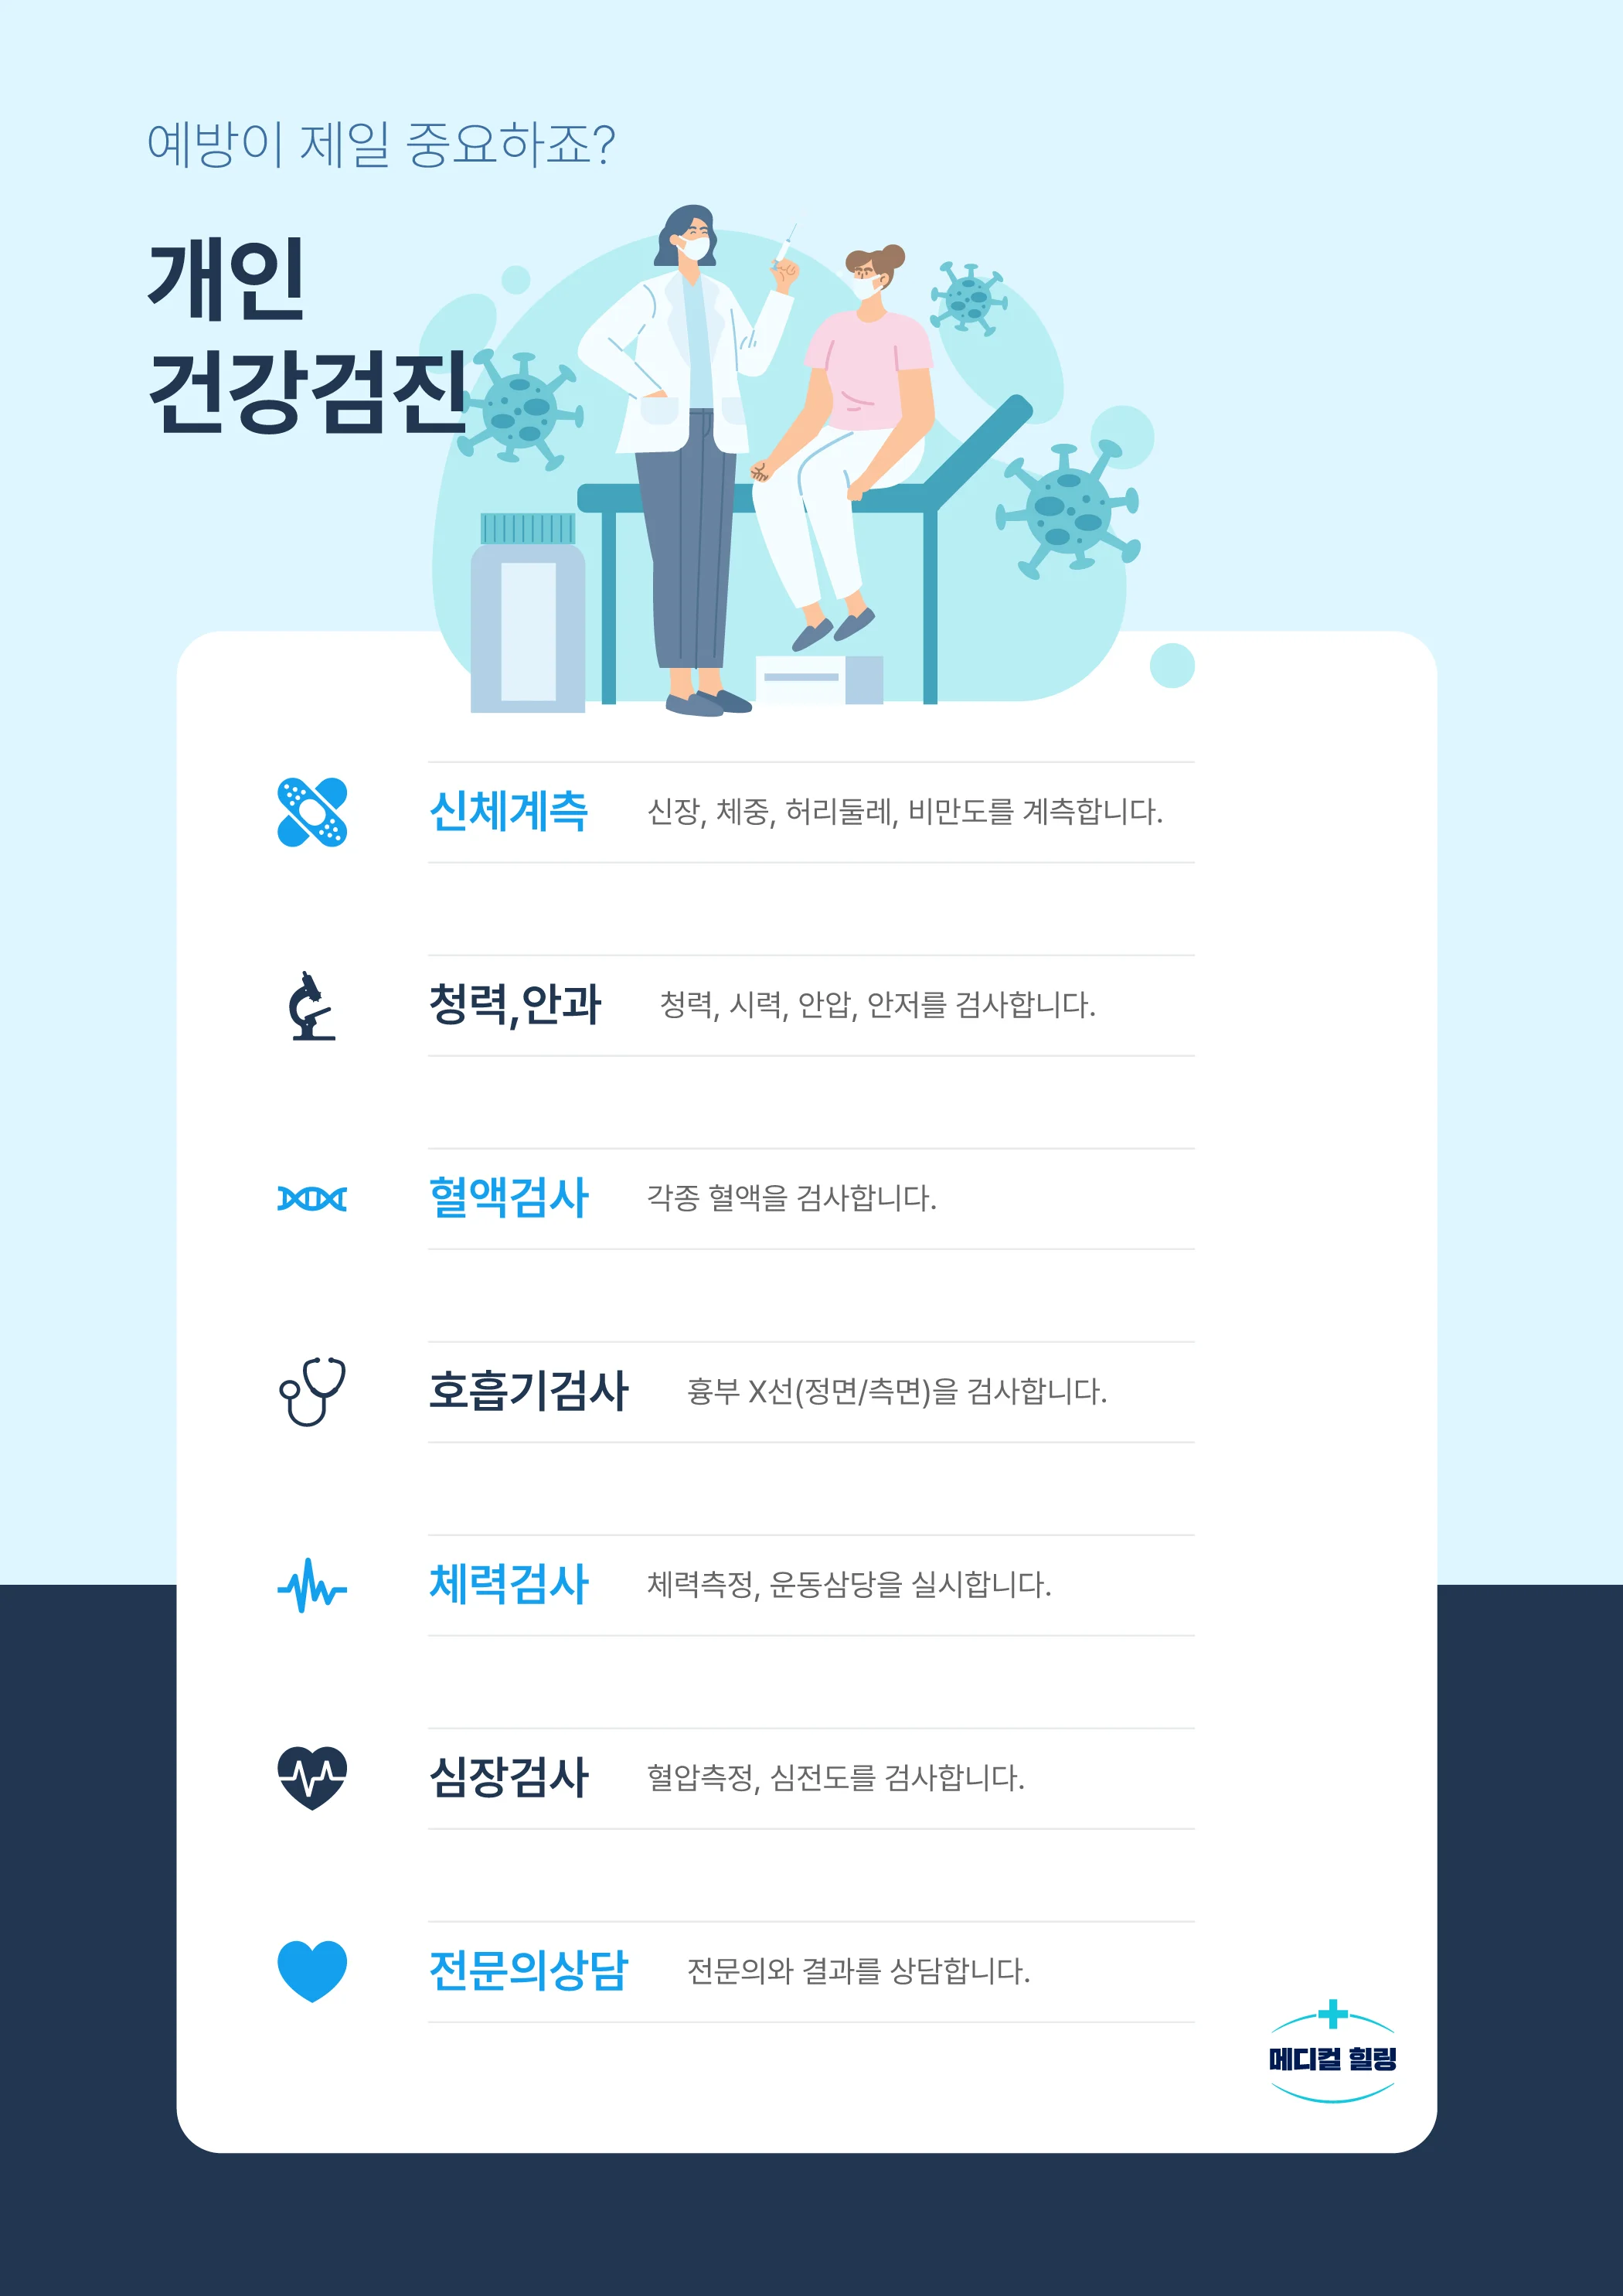 예방이 제일 중요하죠?
개인
건강검진
신체계측 신장, 체중, 허리둘레, 비만도를 계측합니다.
청력,안과 청력, 시력, 안압, 안저를 검사합니다.
혈액검사 각종 혈액을 검사합니다.
호흡기검사 흉부 X선(정면/측면)을 검사합니다.
체력검사 체력측정, 운동삼당을 실시합니다.
심장검사 혈압측정, 심전도를 검사합니다.
전문의상담 전문의와 결과를 상담합니다.
메디컬 힐링